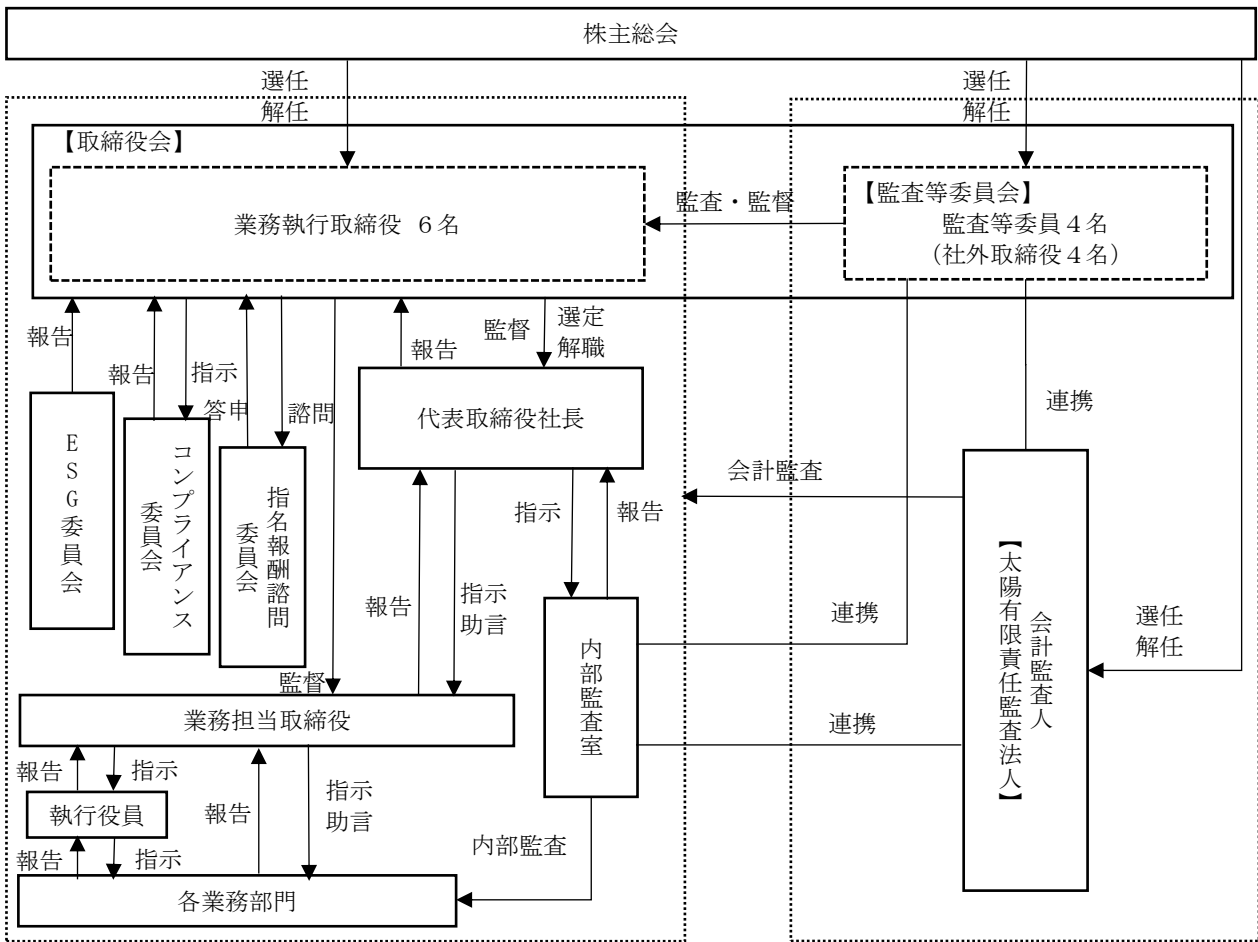 株主総会
選任
解任
選任
解任
【取締役会】
業務執行取締役 6名
監査・監督
【監査等委員会】
監査等委員4名
(社外取締役4名)
報告
報告
指示
答申
諮問
報告
監督
選定
解職
代表取締役社長
連携
ESG委員会
コンプライアンス
委員会
指名報酬諮問
委員会
会計監査
指示
報告
報告
指示
助言
内部監査室
連携
連携
会計監査人
【太陽有限責任監査法人】
選任
解任
監督
業務担当取締役
報告
指示
執行役員
報告
指示
報告
指示
助言
内部監査
各業務部門